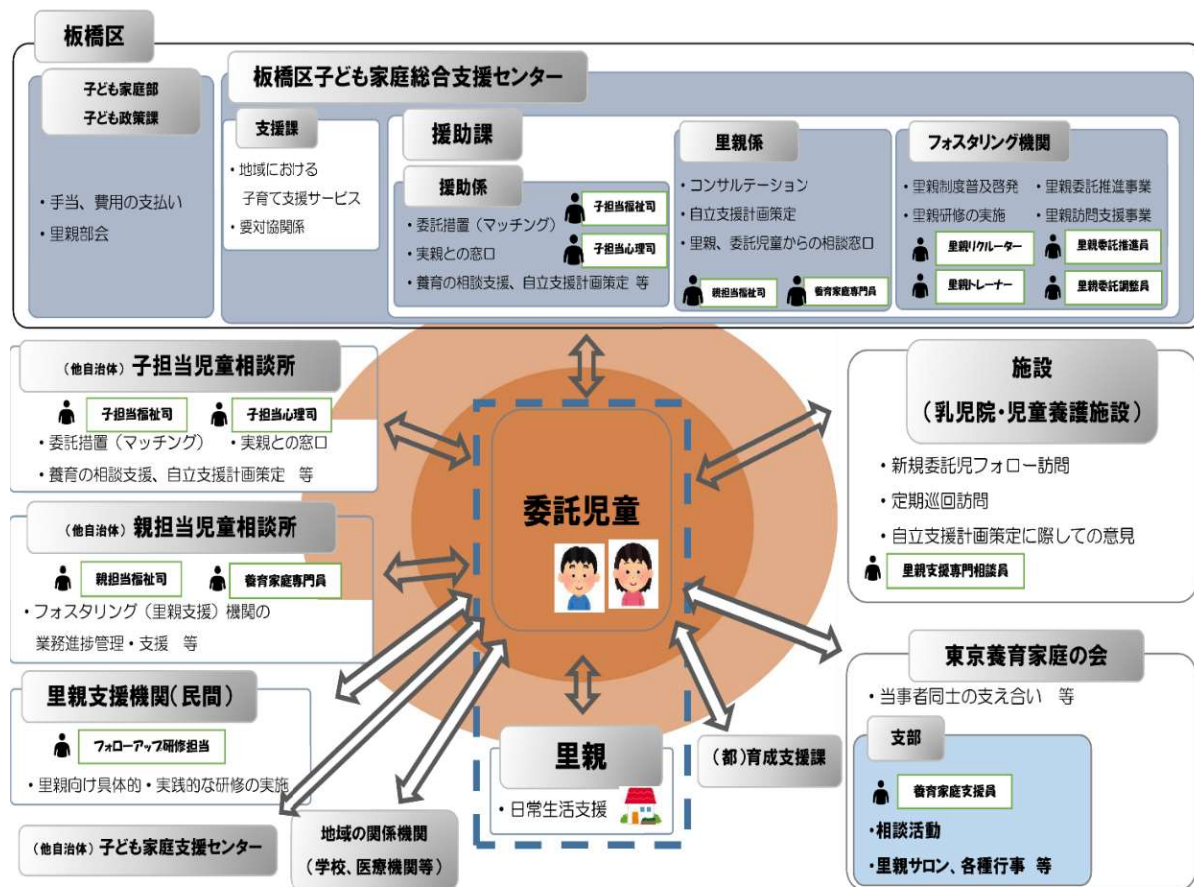 板橋区
子ども家庭部
子ども政策課
・手当、費用の支払い
・里親部会
板橋区子ども家庭総合支援センター
支援課
・地域における
子育て支援サービス
・要対協関係
援助課
援助係
・委託措置（マッチング）
・実親との窓口
・養育の相談支援、自立支援計画策定 等
子担当福祉司
子担当心理司
里親係
・コンサルテーション
・自立支援計画策定
・里親、委託児童からの相談窓口
親担当福祉司
養育家庭専門員
フォスタリング機関
・里親制度普及啓発 ・里親委託推進事業
・里親研修の実施 ・里親訪問支援事業
里親リクルーター
里親委託推進員
里親トレーナー
里親委託調整員
（他自治体）子担当児童相談所
子担当福祉司
子担当心理司
・委託措置（マッチング） ・実親との窓口
・養育の相談支援、自立支援計画策定 等
（他自治体）親担当児童相談所
親担当福祉司
養育家庭専門員
・フォスタリング（里親支援）機関の
業務進捗管理・支援 等
里親支援機関（民間）
フォローアップ研修担当
・里親向け具体的・実践的な研修の実施
（他自治体）子ども家庭支援センター
地域の関係機関
（学校、医療機関等）
委託児童
里親
・日常生活支援
（都）育成支援課
施設
（乳児院・児童養護施設）
・新規委託児フォロー訪問
・定期巡回訪問
・自立支援計画策定に際しての意見
里親支援専門相談員
東京養育家庭の会
・当事者同士の支え合い 等
支部
養育家庭支援員
・相談活動
・里親サロン、各種行事 等